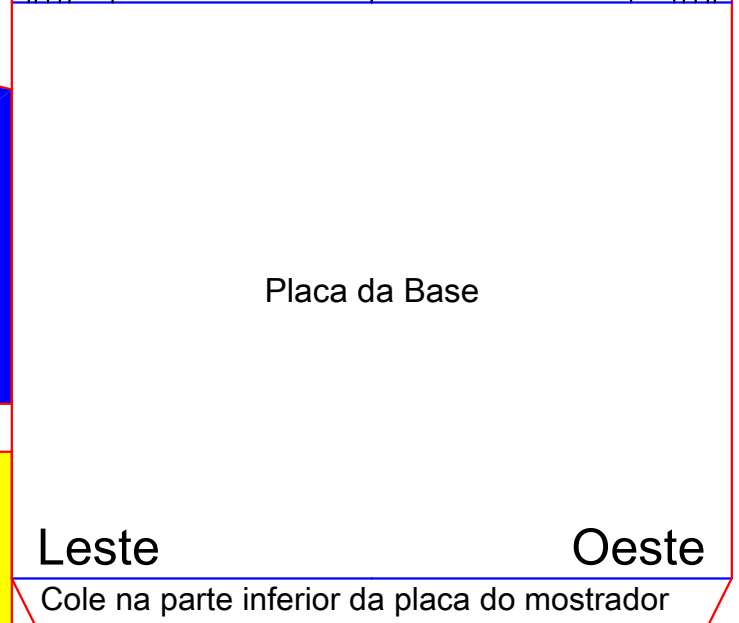 Placa da Base
Leste Oeste
Cole na parte inferior da placa do mostrador